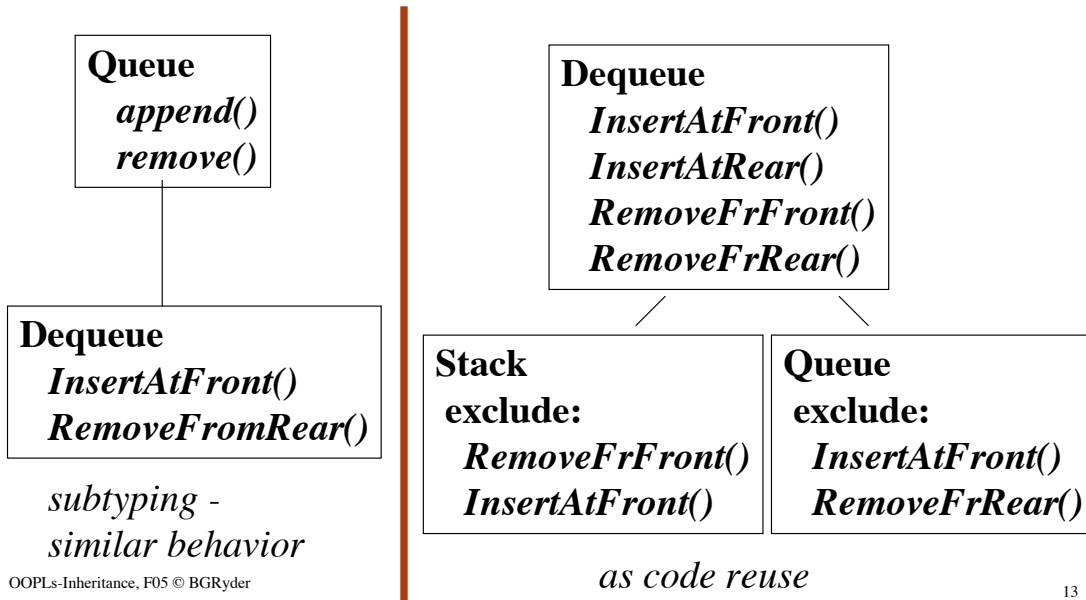 Queue
append()
remove()
Dequeue
InsertAtFront()
RemoveFromRear()
subtyping -
similar behavior
Dequeue
InsertAtFront()
InsertAtRear()
RemoveFrFront()
RemoveFrRear()
Stack
exclude:
RemoveFrFront()
InsertAtFront()
Queue
exclude:
InsertAtFront()
RemoveFrRear()
as code reuse
OOPLs-Inheritance, F05 © BGRyder
13